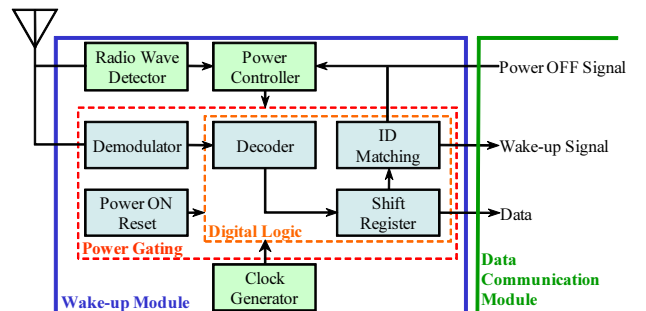 Radio Wave
Detector
Power
Controller
Power OFF Signal
Demodulator
Decoder
ID
Matching
Wake-up Signal
Power ON
Reset
Shift
Register
Data
Digital Logic
Power Gating
Clock
Generator
Wake-up Module
Data
Communication
Module